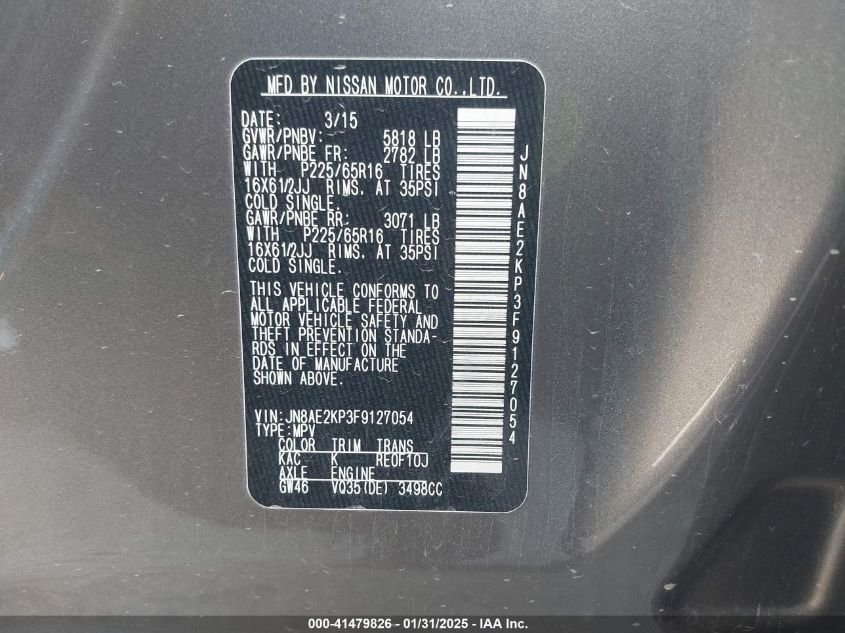 MFD BY NISSAN MOTOR CO.,LTD.
DATE: 3/15
GVWR/PNBV: 5818 LB
GAWR/PNBE FR: 2782 LB
WITH P225/65R16 TIRES
16X61/2JJ RIMS. AT 35PSI
COLD SINGLE.
GAWR/PNBE RR: 3071 LB
WITH P225/65R16 TIRES
16X61/2JJ RIMS. AT 35PSI
COLD SINGLE.
THIS VEHICLE CONFORMS TO
ALL APPLICABLE FEDERAL
MOTOR VEHICLE SAFETY AND
THEFT PREVENTION STANDA-
RDS IN EFFECT ON THE
DATE OF MANUFACTURE
SHOWN ABOVE.
VIN:JN8AE2KP3F9127054
TYPE:MPV
COLOR TRIM TRANS
KAC K RE0F10J
AXLE ENGINE
GW46 VQ35(DE) 3498CC
JN8AE2KP3F9127054
000-41479826 - 01/31/2025 - IAA Inc.